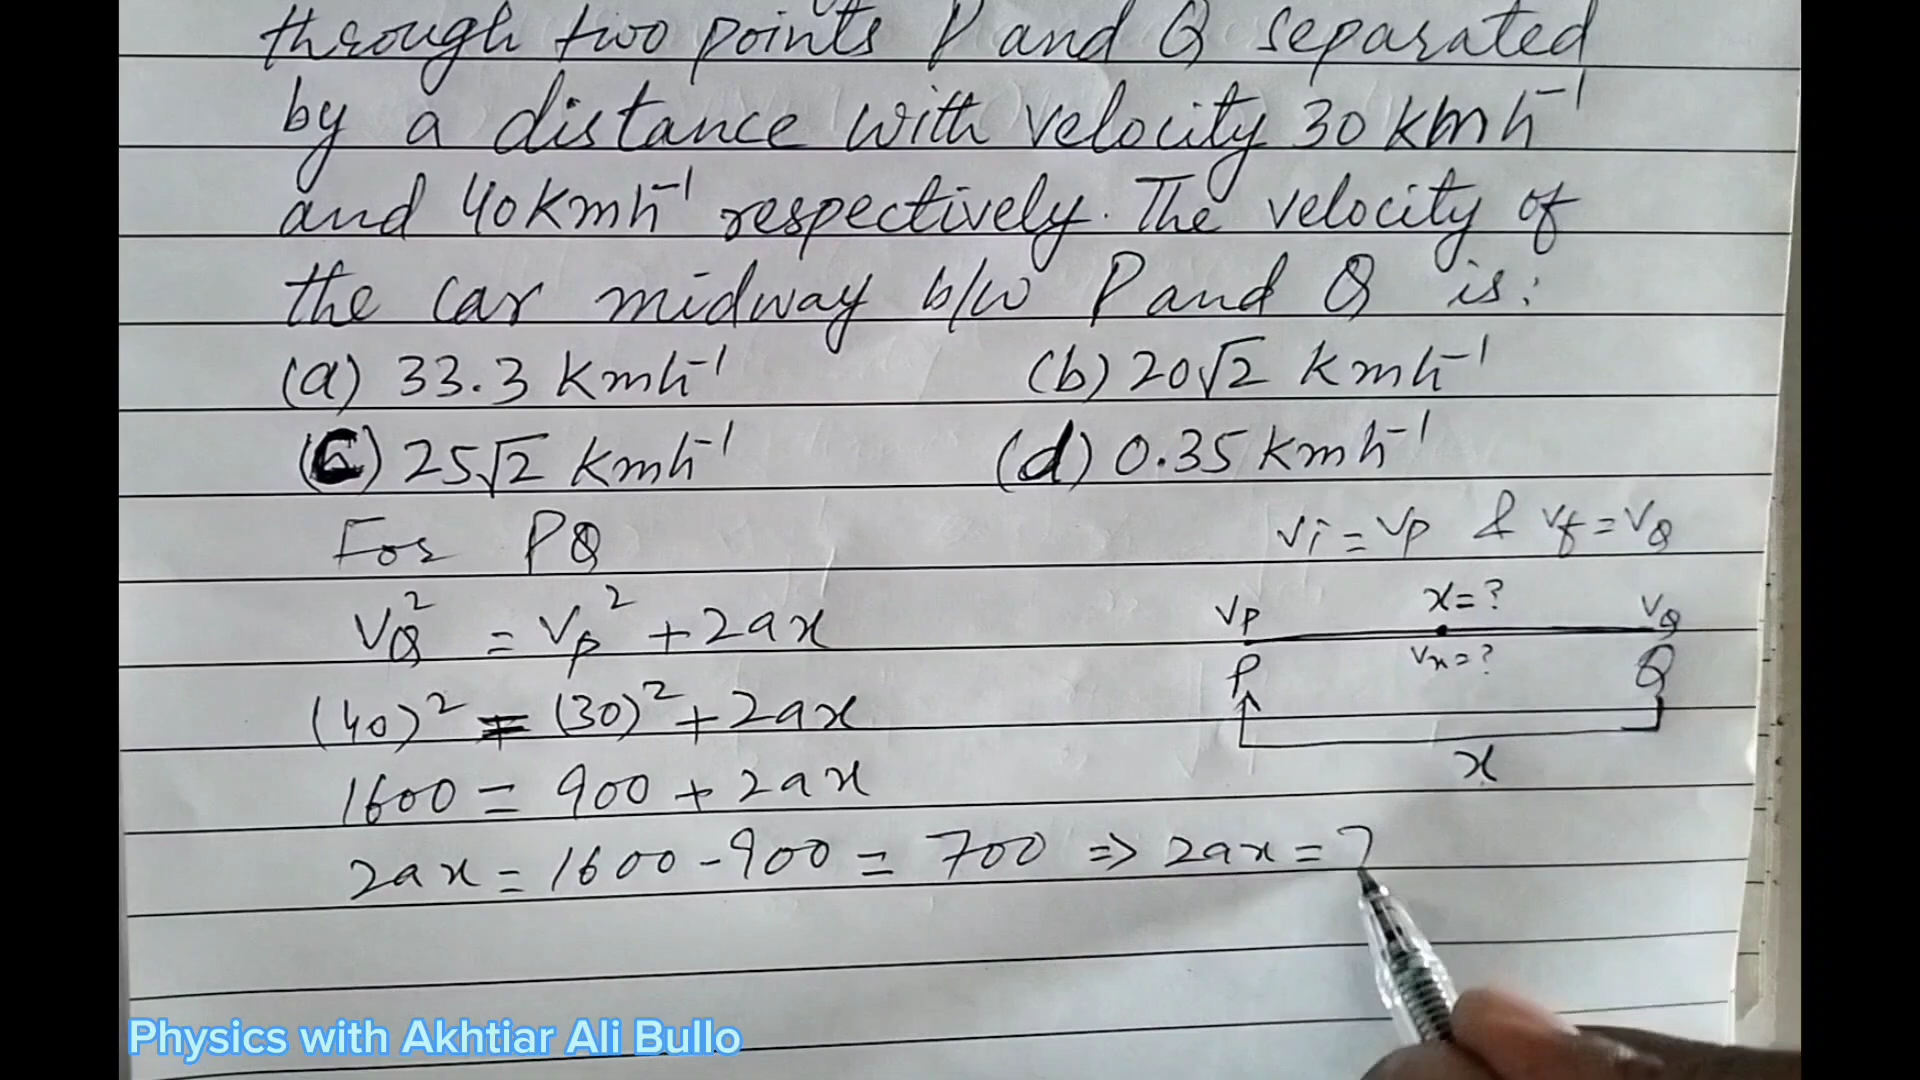 through two points P and Q separated
by a distance with velocity 30 kmh⁻¹
and 40 kmh⁻¹ respectively. The velocity of
the car midway b/w P and Q is:
(a) 33.3 kmh⁻¹ (b) 20√2 kmh⁻¹
(c) 25√2 kmh⁻¹ (d) 0.35 kmh⁻¹
For PQ vi = vP & vf = vQ
vQ² = vP² + 2ax
vP x=? vQ
P vx=? Q
(40)² = (30)² + 2ax
x
1600 = 900 + 2ax
2ax = 1600 - 900 = 700 => 2ax = 7
Physics with Akhtiar Ali Bullo